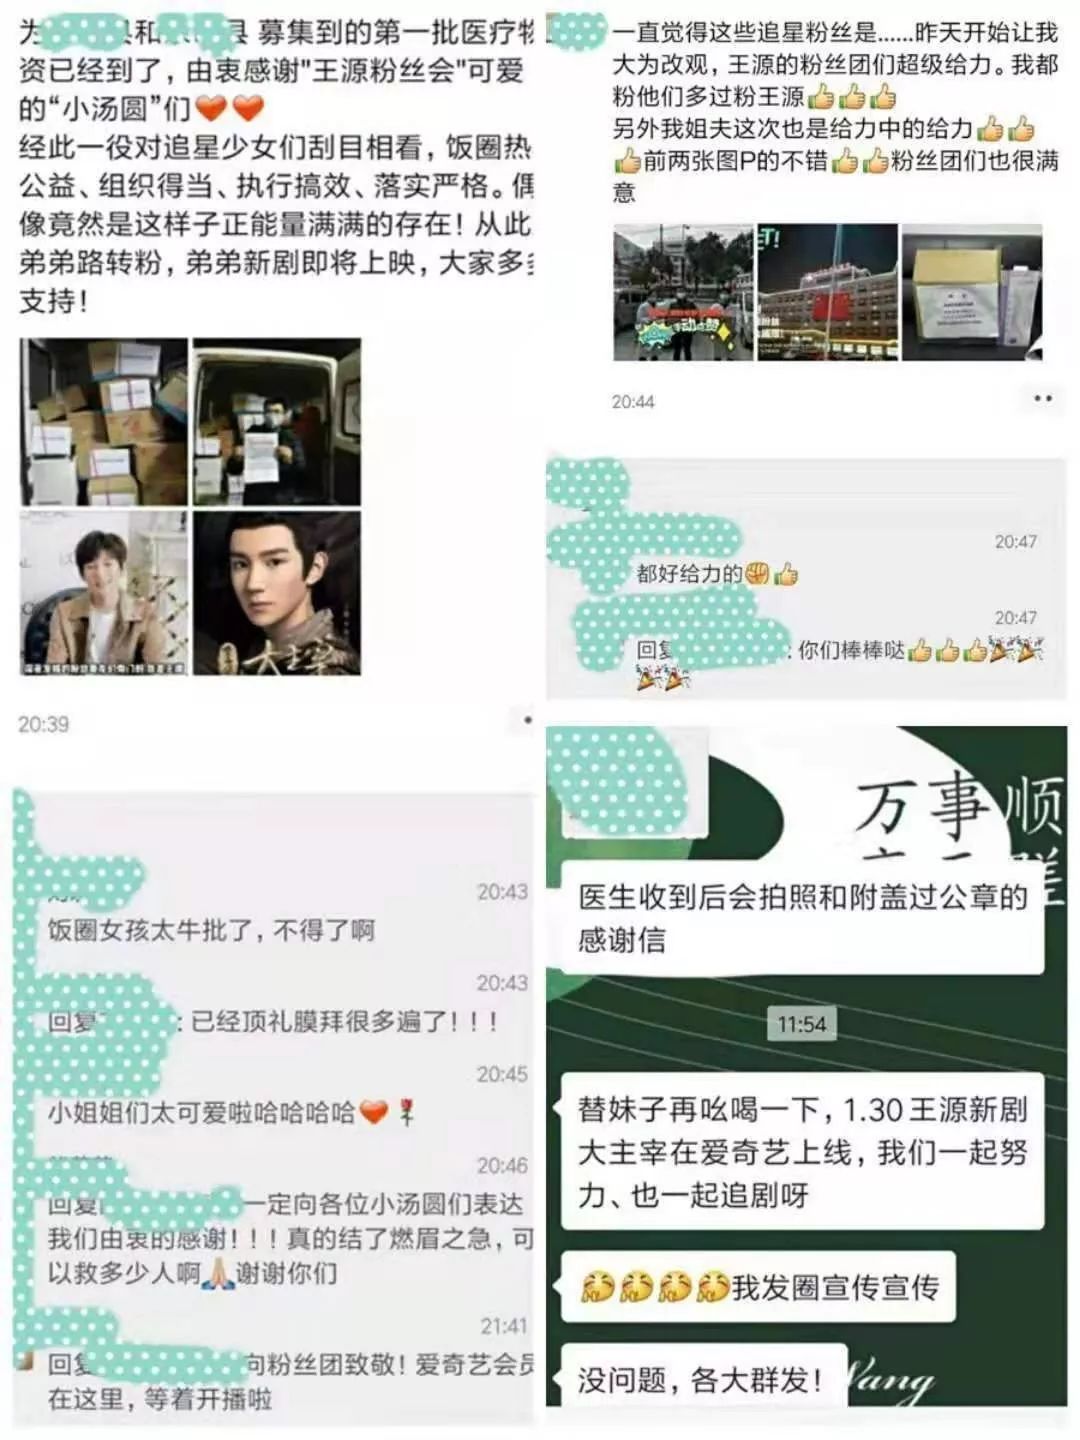 为 和 县 募集到的第一批医疗物
资已经到了，由衷感谢"王源粉丝会"可爱
的“小汤圆”们❤️❤️
经此一役对追星少女们刮目相看，饭圈热
公益、组织得当、执行搞效、落实严格。偶
像竟然是这样子正能量满满的存在！从此
弟弟路转粉，弟弟新剧即将上映，大家多多
支持！
大主宰
20:39
20:43
饭圈女孩太牛批了，不得了啊
20:43
回复 : 已经顶礼膜拜很多遍了！！！
20:45
小姐姐们太可爱啦哈哈哈哈❤️🌹
20:46
回复 一定向各位小汤圆们表达
我们由衷的感谢！！！真的结了燃眉之急，可
以救多少人啊🙏谢谢你们
21:41
回复 向粉丝团致敬！爱奇艺会员
在这里，等着开播啦
一直觉得这些追星粉丝是......昨天开始让我
大为改观，王源的粉丝团们超级给力。我都
粉他们多过粉王源👍👍👍
另外我姐夫这次也是给力中的给力👍👍
👍前两张图P的不错👍👍粉丝团们也很满
意
20:44
20:47
都好给力的✊👍
20:47
回复 : 你们棒棒哒👍👍👍🎉🎉
🎉🎉
万事顺
医生收到后会拍照和附盖过公章的
感谢信
11:54
替妹子再吆喝一下，1.30王源新剧
大主宰在爱奇艺上线，我们一起努
力、也一起追剧呀
我发圈宣传宣传
没问题，各大群发！
Wang